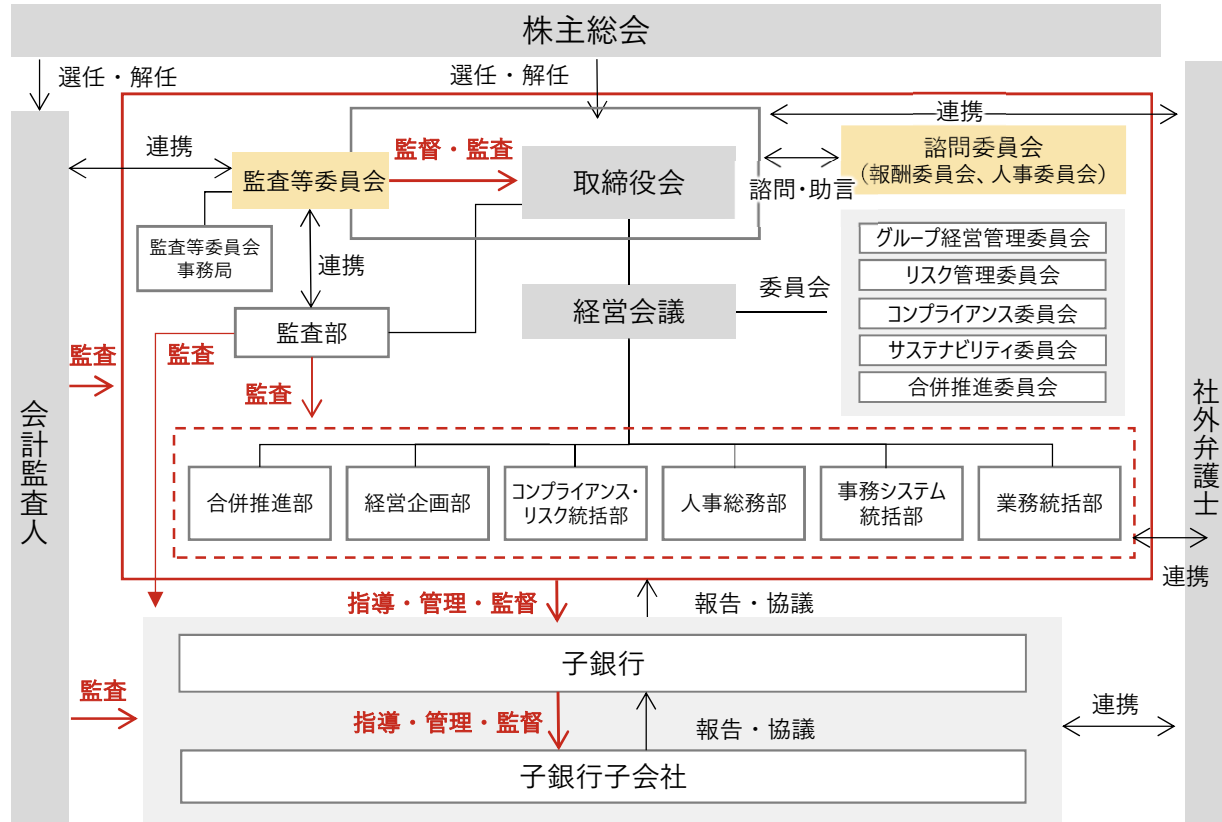 株主総会
選任・解任
選任・解任
連携
連携
監督・監査
諮問委員会
(報酬委員会、人事委員会)
監査等委員会
取締役会
諮問・助言
監査等委員会
事務局
連携
グループ経営管理委員会
リスク管理委員会
委員会
経営会議
コンプライアンス委員会
監査部
サステナビリティ委員会
監査
監査
合併推進委員会
監査
会計監査人
社外弁護士
合併推進部
経営企画部
コンプライアンス・
リスク統括部
人事総務部
事務システム
統括部
業務統括部
連携
指導・管理・監督
報告・協議
子銀行
監査
指導・管理・監督
報告・協議
連携
子銀行子会社